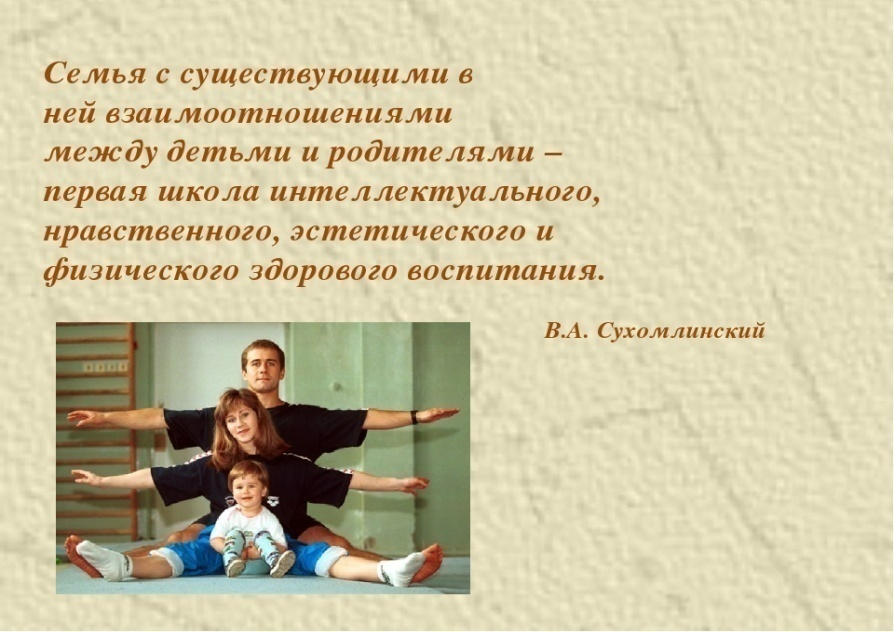 Семья с существующими в
ней взаимоотношениями
между детьми и родителями –
первая школа интеллектуального,
нравственного, эстетического и
физического здорового воспитания.
В.А. Сухомлинский